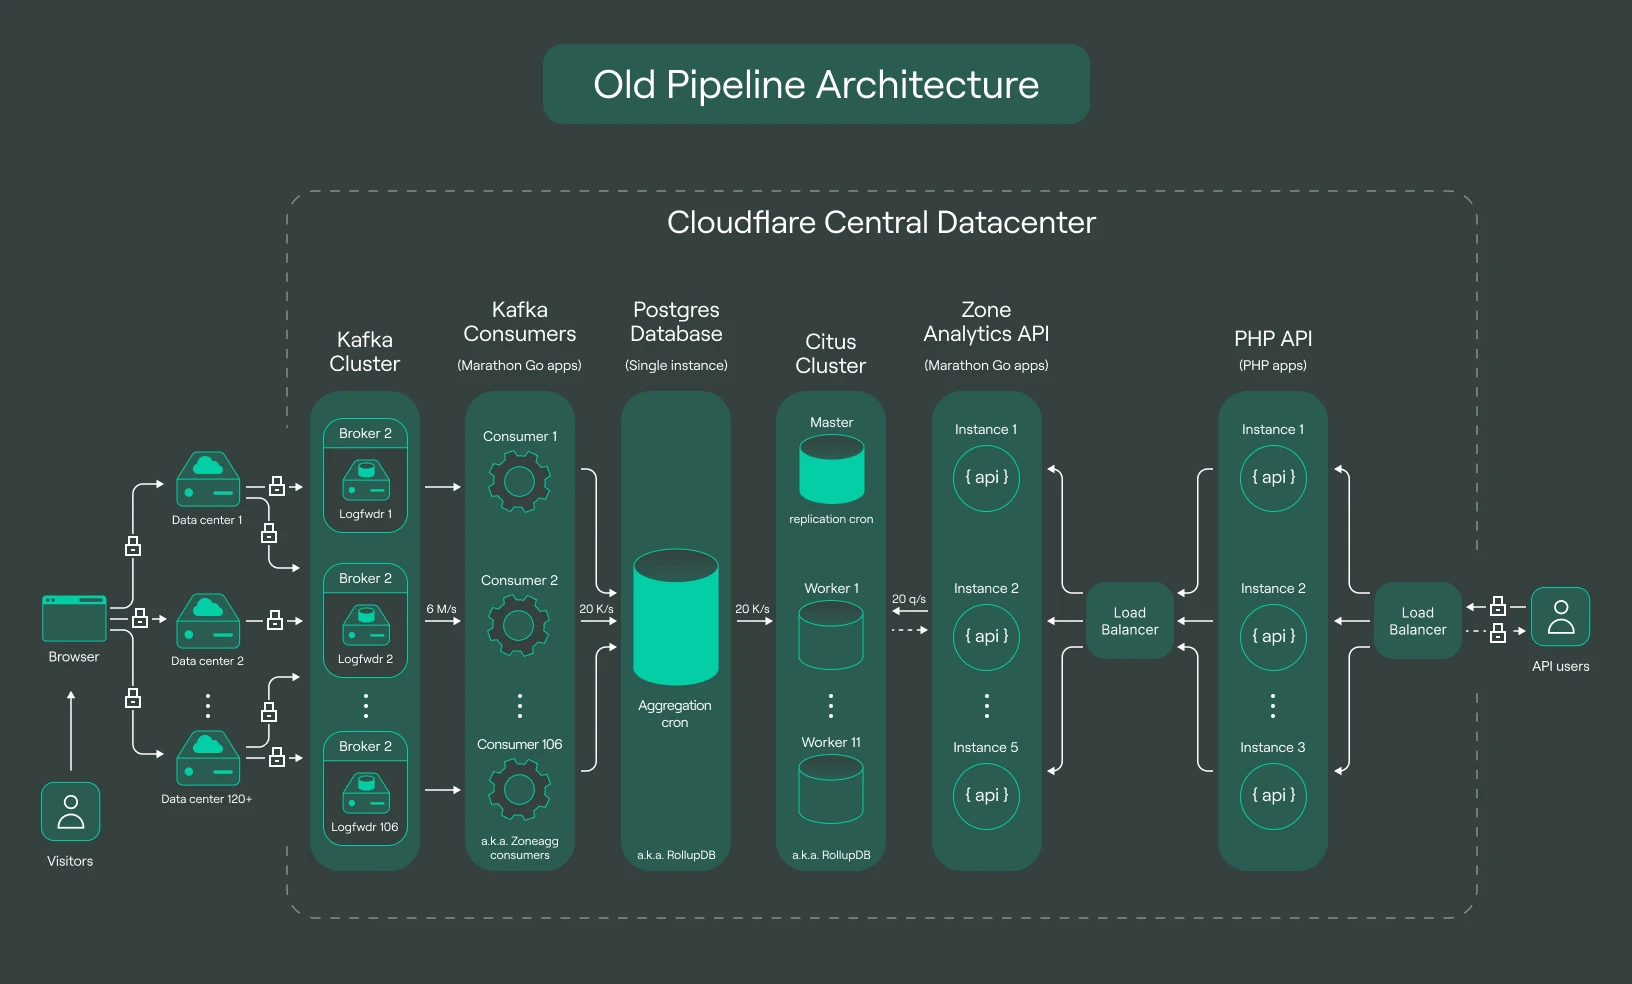 Old Pipeline Architecture
Cloudflare Central Datacenter
Kafka
Cluster
Kafka
Consumers
(Marathon Go apps)
Postgres
Database
(Single instance)
Citus
Cluster
Zone
Analytics API
(Marathon Go apps)
PHP API
(PHP apps)
Visitors
Browser
Data center 1
Data center 2
Data center 120+
Broker 2
Logfwdr 1
Broker 2
Logfwdr 2
Broker 2
Logfwdr 106
6 M/s
Consumer 1
Consumer 2
Consumer 106
a.k.a. Zoneagg
consumers
20 K/s
Aggregation
cron
a.k.a. RollupDB
20 K/s
Master
replication cron
Worker 1
Worker 11
a.k.a. RollupDB
20 q/s
Instance 1
{ api }
Instance 2
{ api }
Instance 5
{ api }
Load
Balancer
Instance 1
{ api }
Instance 2
{ api }
Instance 3
{ api }
Load
Balancer
API users